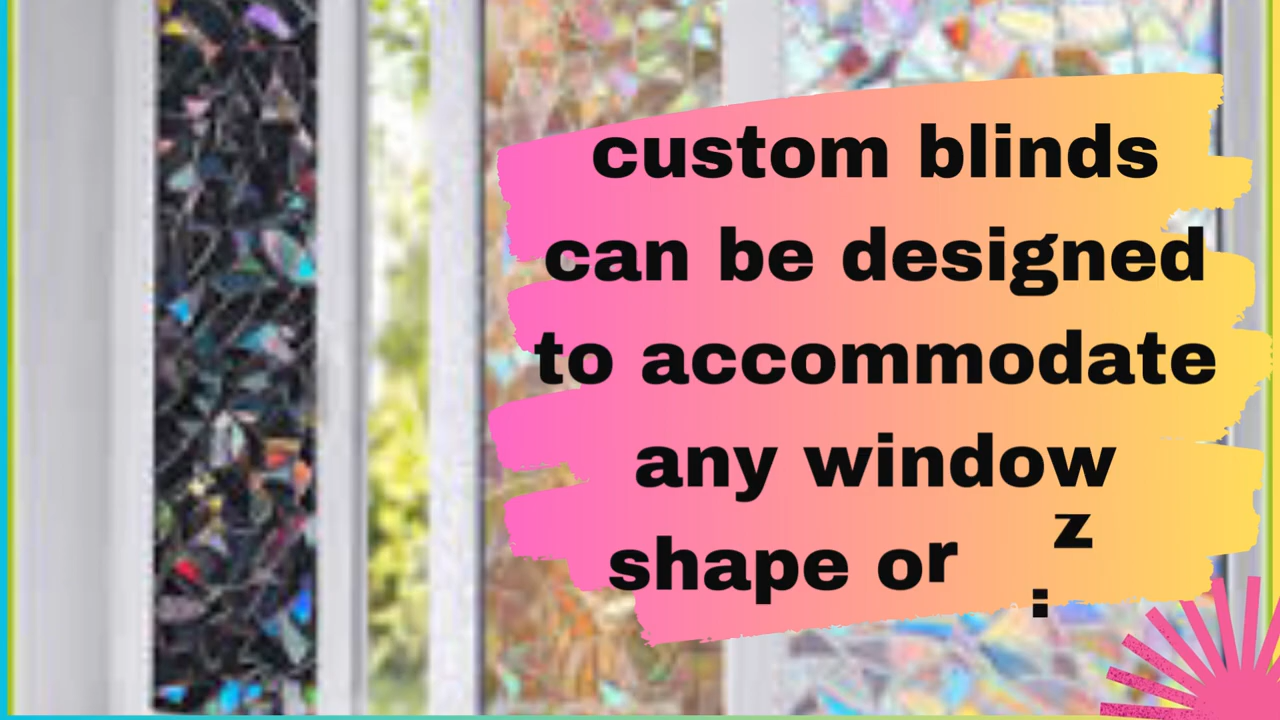 custom blinds
can be designed
to accommodate
any window
shape or